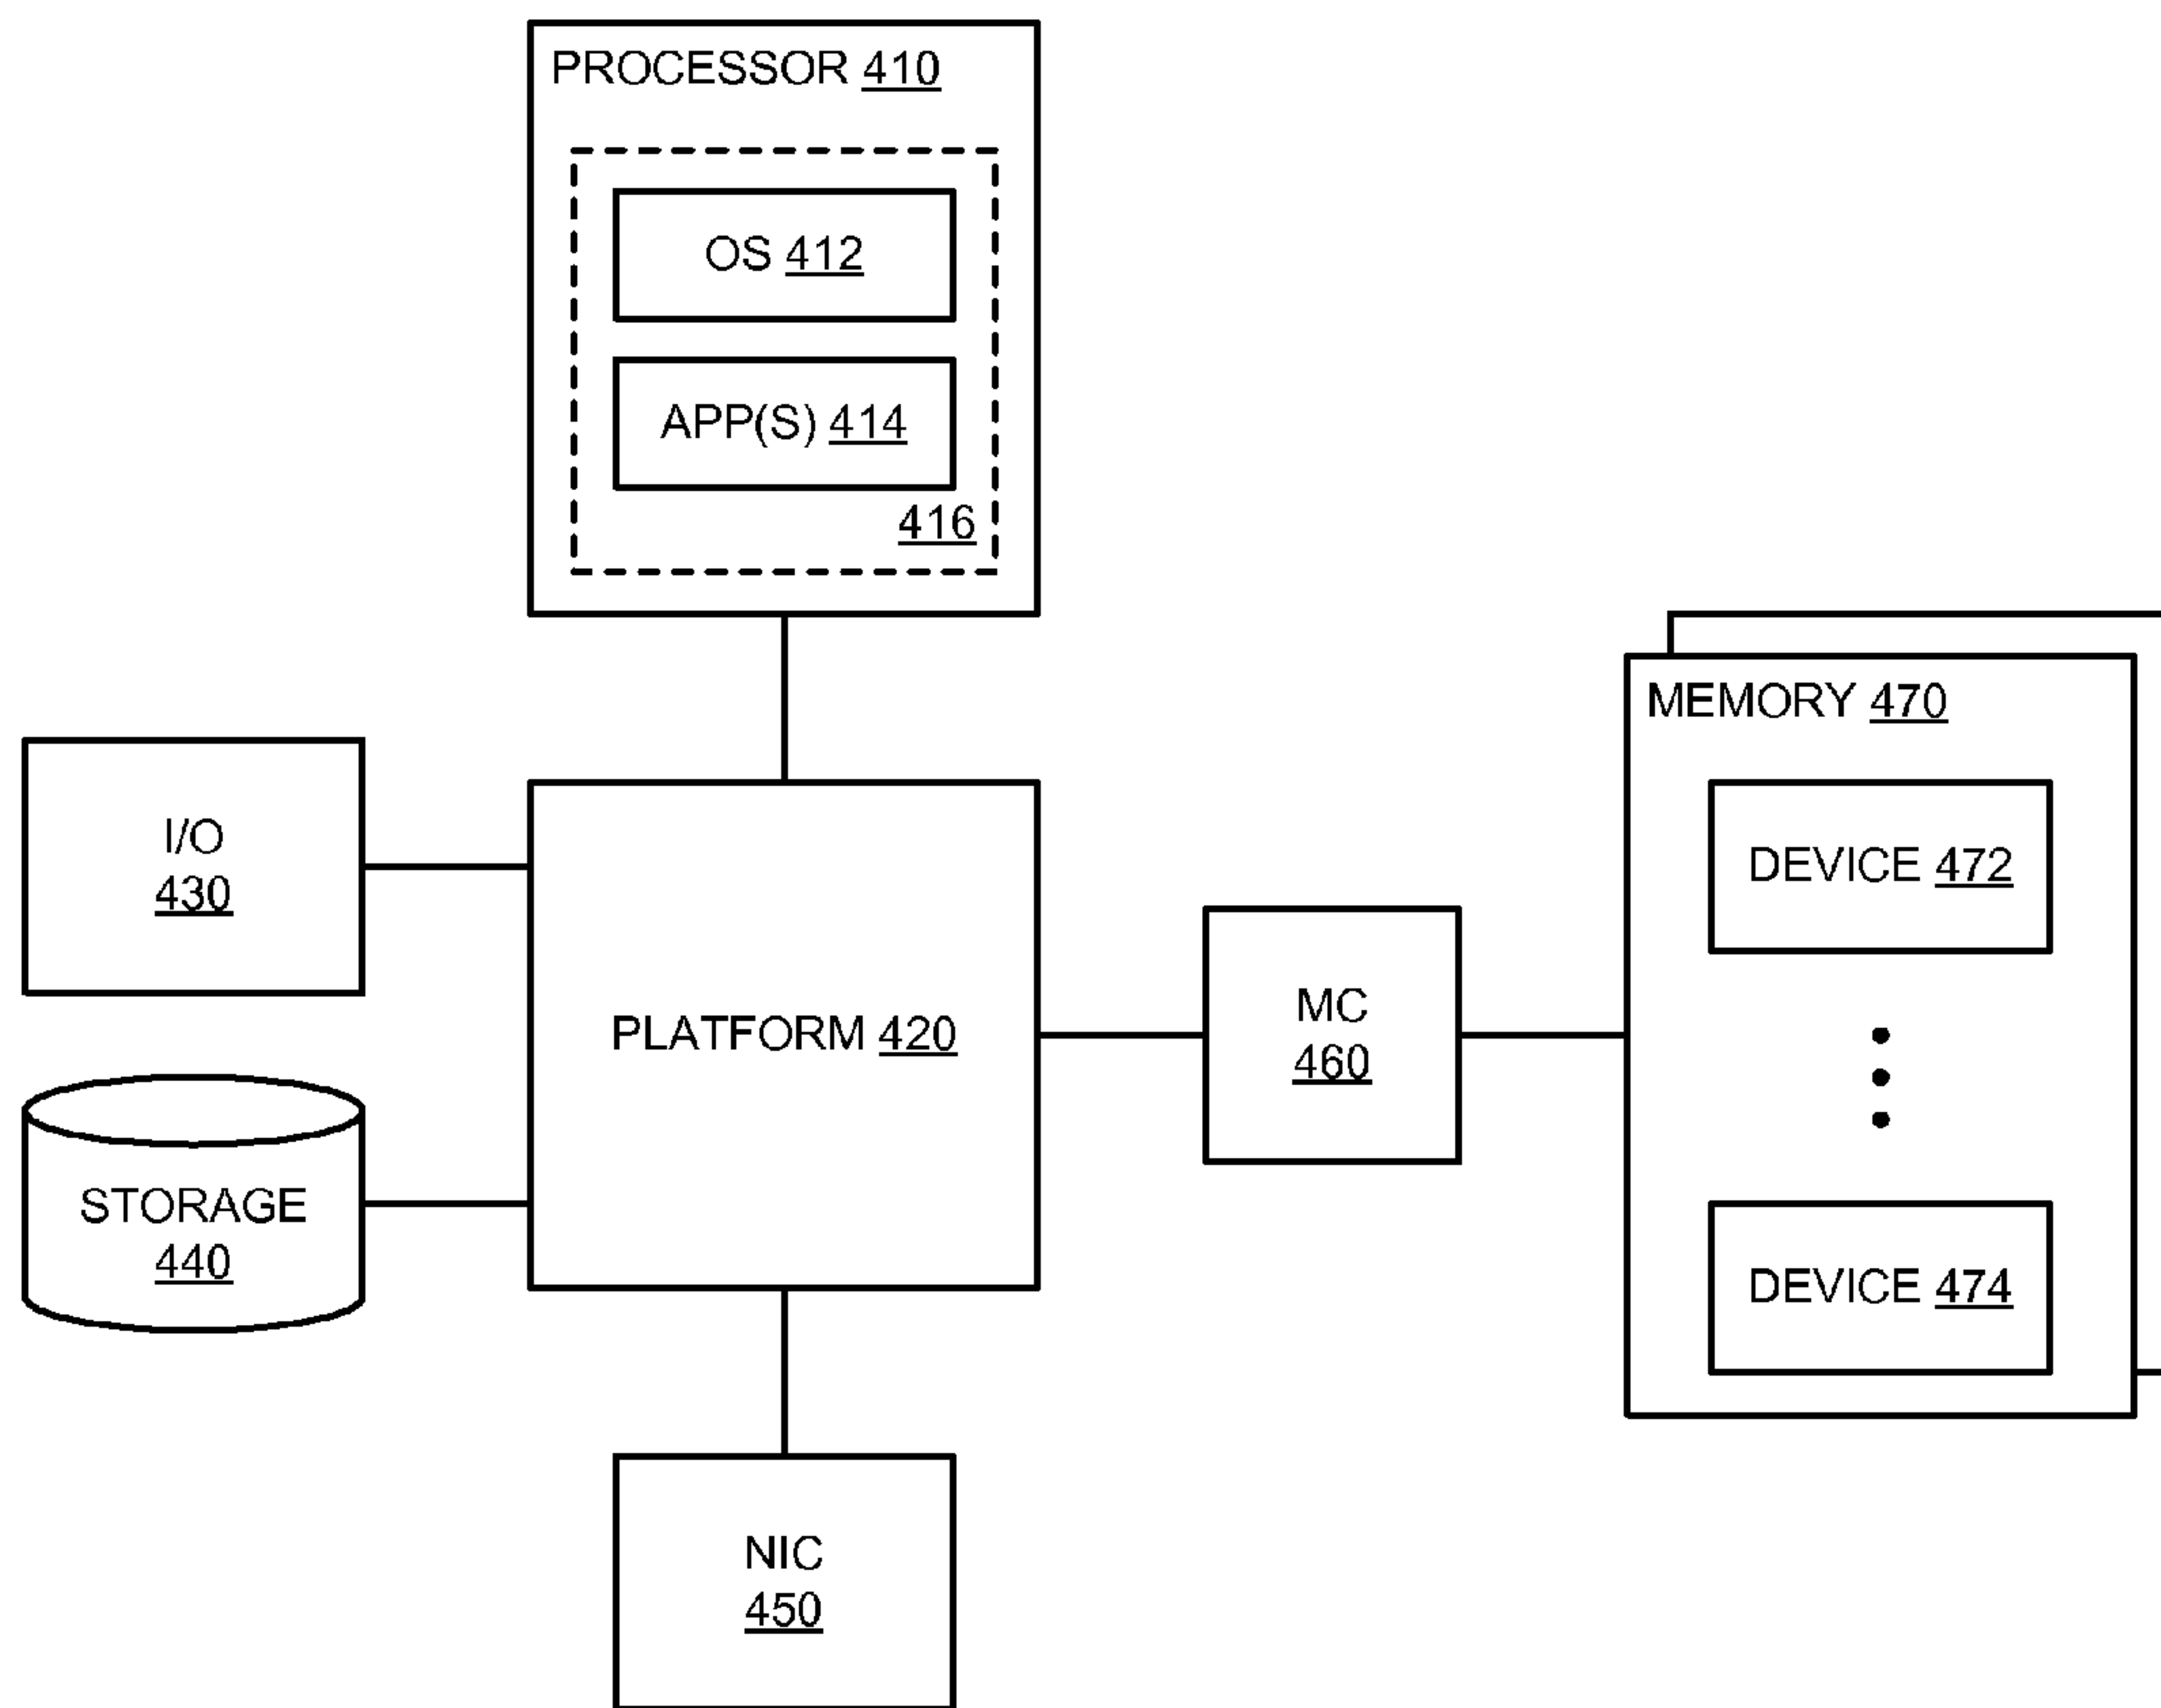 PROCESSOR 410
OS 412
APP(S) 414
416
MEMORY 470
I/O
430
DEVICE 472
PLATFORM 420
MC
460
STORAGE
440
DEVICE 474
NIC
450